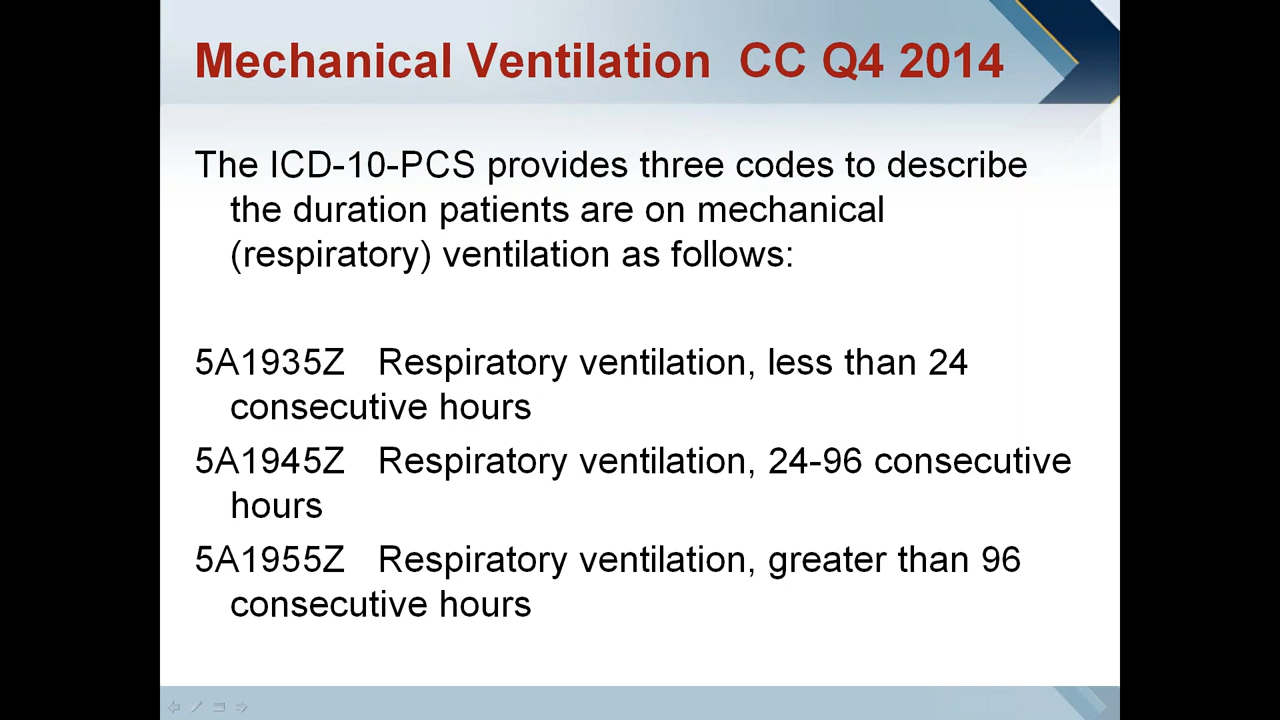 Mechanical Ventilation  CC Q4 2014
The ICD-10-PCS provides three codes to describe
the duration patients are on mechanical
(respiratory) ventilation as follows:
5A1935Z   Respiratory ventilation, less than 24
consecutive hours
5A1945Z   Respiratory ventilation, 24-96 consecutive
hours
5A1955Z   Respiratory ventilation, greater than 96
consecutive hours